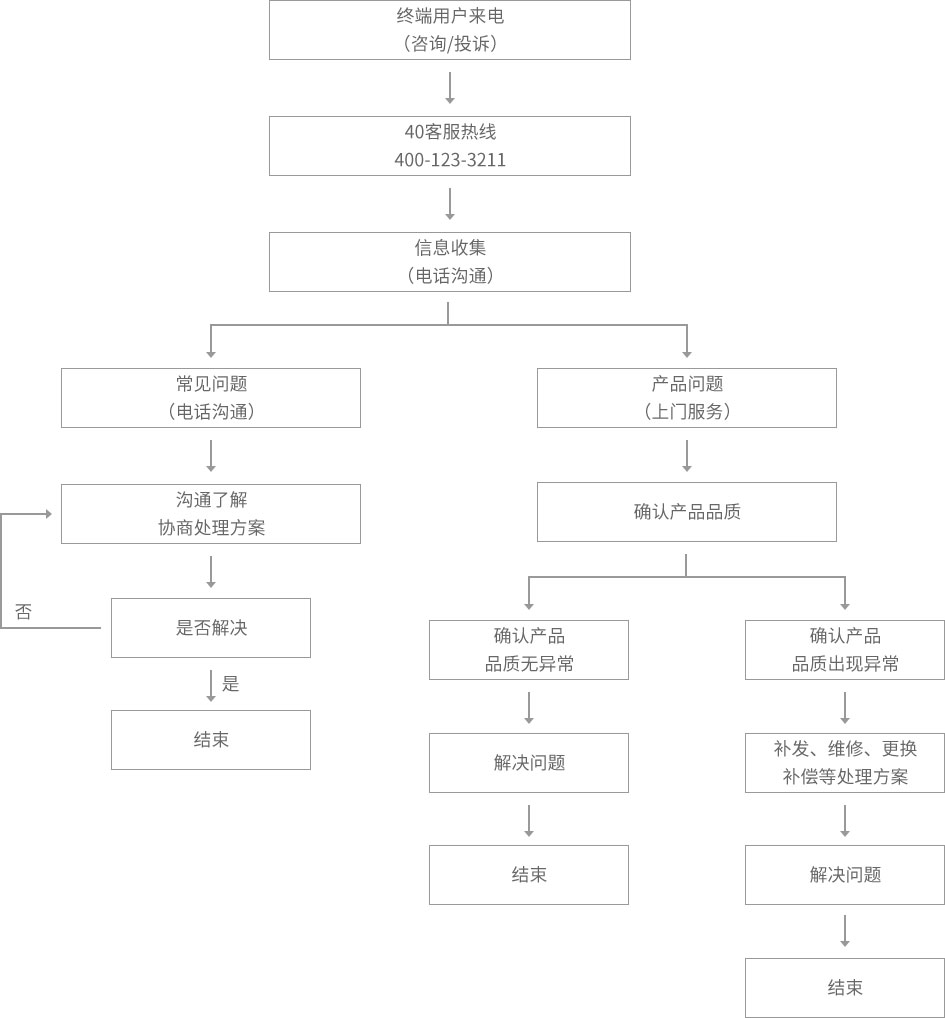 终端用户来电
（咨询/投诉）
40客服热线
400-123-3211
信息收集
（电话沟通）
常见问题
（电话沟通）
产品问题
（上门服务）
沟通了解
协商处理方案
确认产品品质
否
是否解决
确认产品
品质无异常
确认产品
品质出现异常
是
结束
解决问题
补发、维修、更换
补偿等处理方案
结束
解决问题
结束